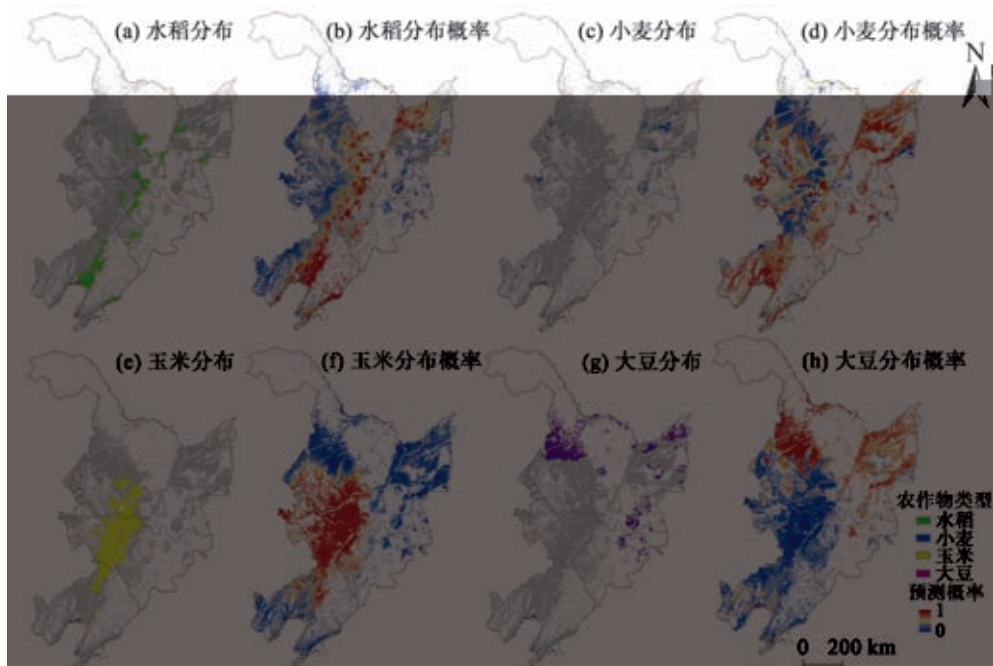 (a) 水稻分布
(b) 水稻分布概率
(c) 小麦分布
(d) 小麦分布概率
N
(e) 玉米分布
(f) 玉米分布概率
(g) 大豆分布
(h) 大豆分布概率
农作物类型
水稻
小麦
玉米
大豆
预测概率
1
0
0 200 km